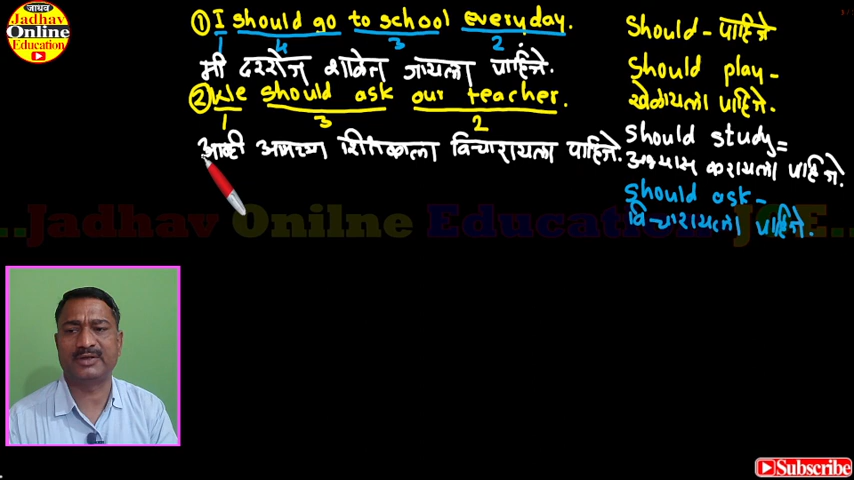 जाधव
Jadhav
Online
Education
① I should go to school everyday.
1 4 3 2
मी दररोज शाळेत जायला पाहिजे.
② We should ask our teacher.
1 3 2
आम्ही आमच्या शिक्षकाला विचारायला पाहिजे.
Should - पाहिजे
Should play -
खेळायला पाहिजे.
Should study =
अभ्यास करायला पाहिजे.
Should ask -
विचारायला पाहिजे.
..Jadhav Onilne Education.. JOE..
Subscribe